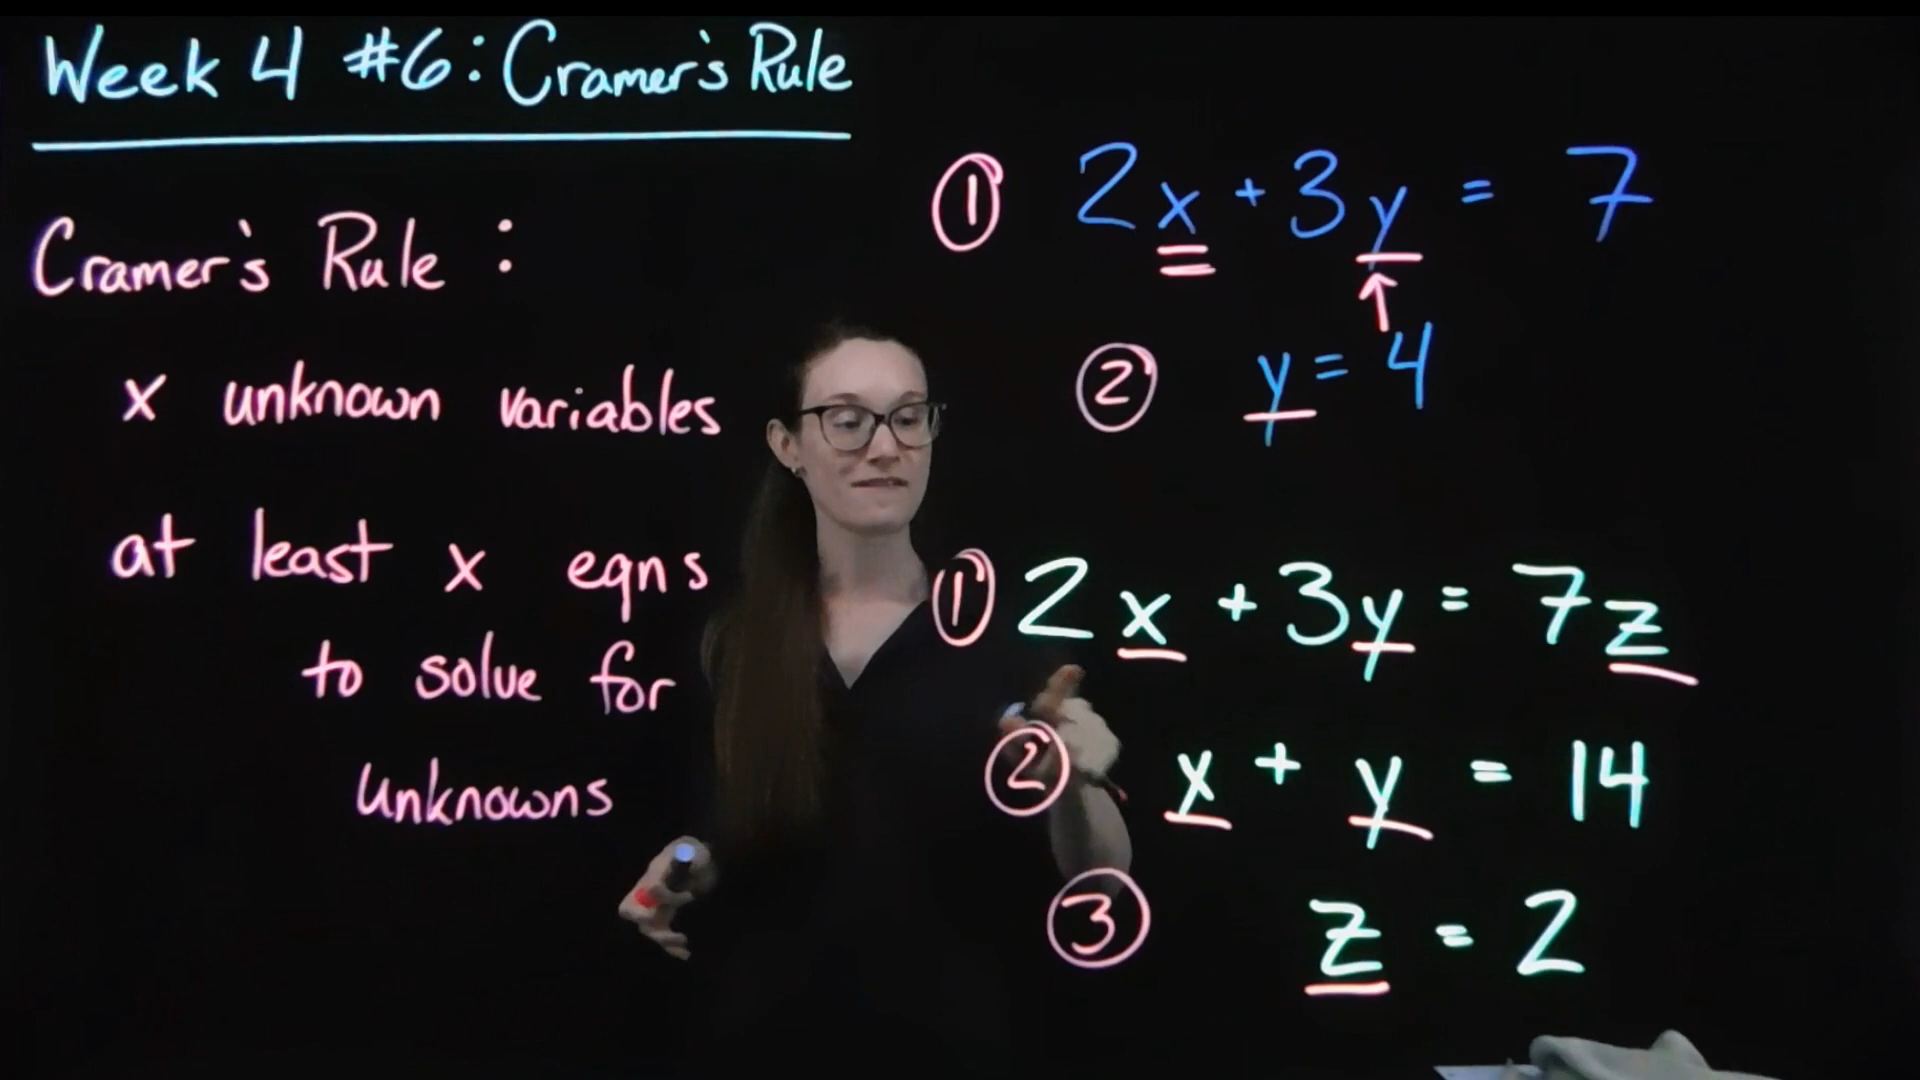 Week 4 #6: Cramer's Rule
Cramer's Rule :
x unknown variables
at least x eqns
to solve for
unknowns
① 2x + 3y = 7
↑
② y = 4
① 2x + 3y = 7z
② x + y = 14
③ z = 2